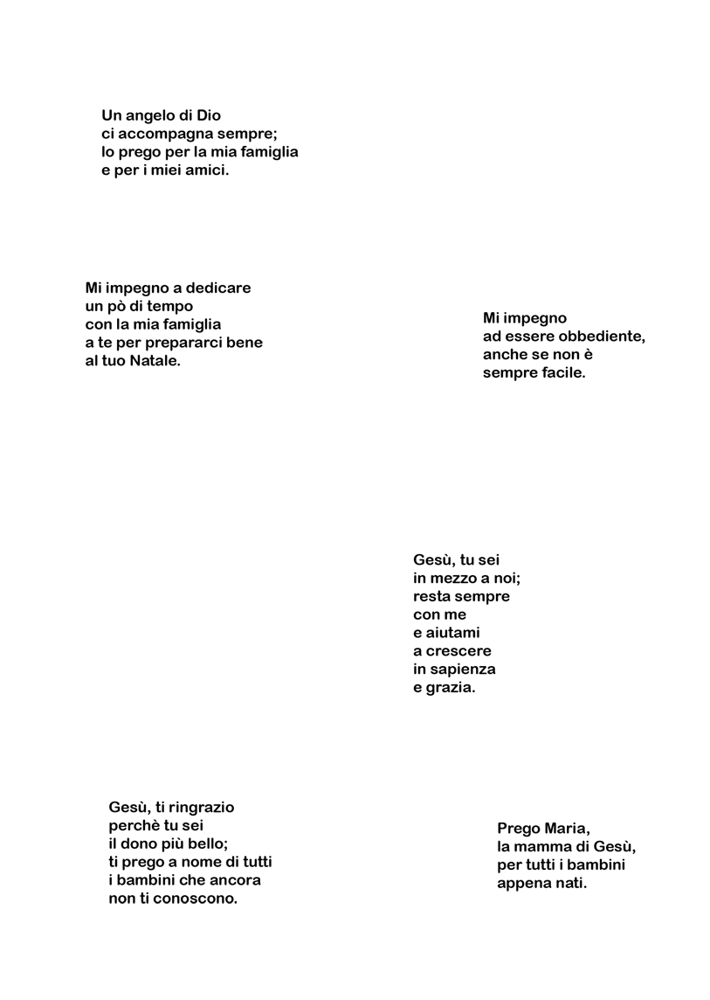 Un angelo di Dio
ci accompagna sempre;
lo prego per la mia famiglia
e per i miei amici.
Mi impegno a dedicare
un pò di tempo
con la mia famiglia
a te per prepararci bene
al tuo Natale.
Mi impegno
ad essere obbediente,
anche se non è
sempre facile.
Gesù, tu sei
in mezzo a noi;
resta sempre
con me
e aiutami
a crescere
in sapienza
e grazia.
Gesù, ti ringrazio
perchè tu sei
il dono più bello;
ti prego a nome di tutti
i bambini che ancora
non ti conoscono.
Prego Maria,
la mamma di Gesù,
per tutti i bambini
appena nati.